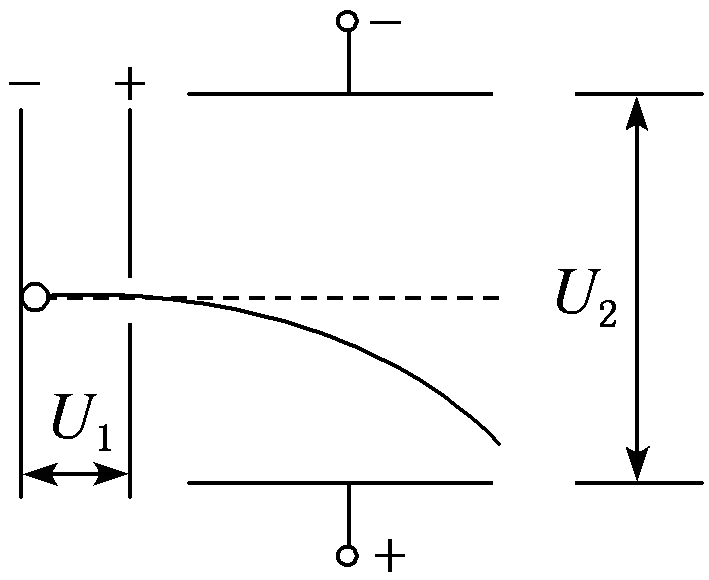 −
− +
U₂
U₁
+